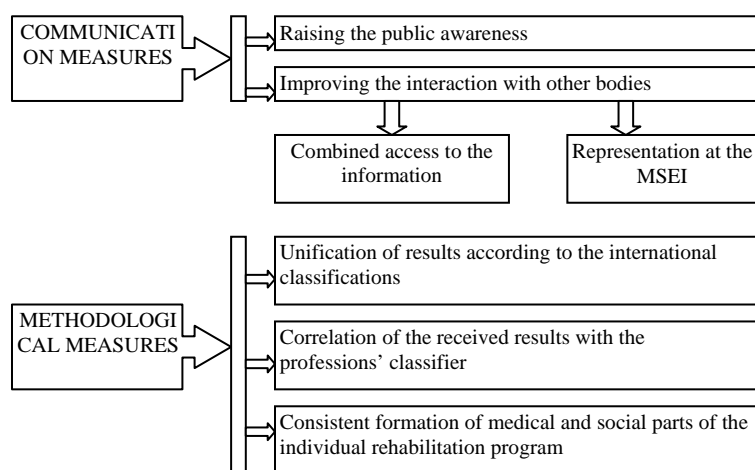 COMMUNICATI
ON MEASURES
Raising the public awareness
Improving the interaction with other bodies
Combined access to the
information
Representation at the
MSEI
METHODOLOGI
CAL MEASURES
Unification of results according to the international
classifications
Correlation of the received results with the
professions’ classifier
Consistent formation of medical and social parts of the
individual rehabilitation program